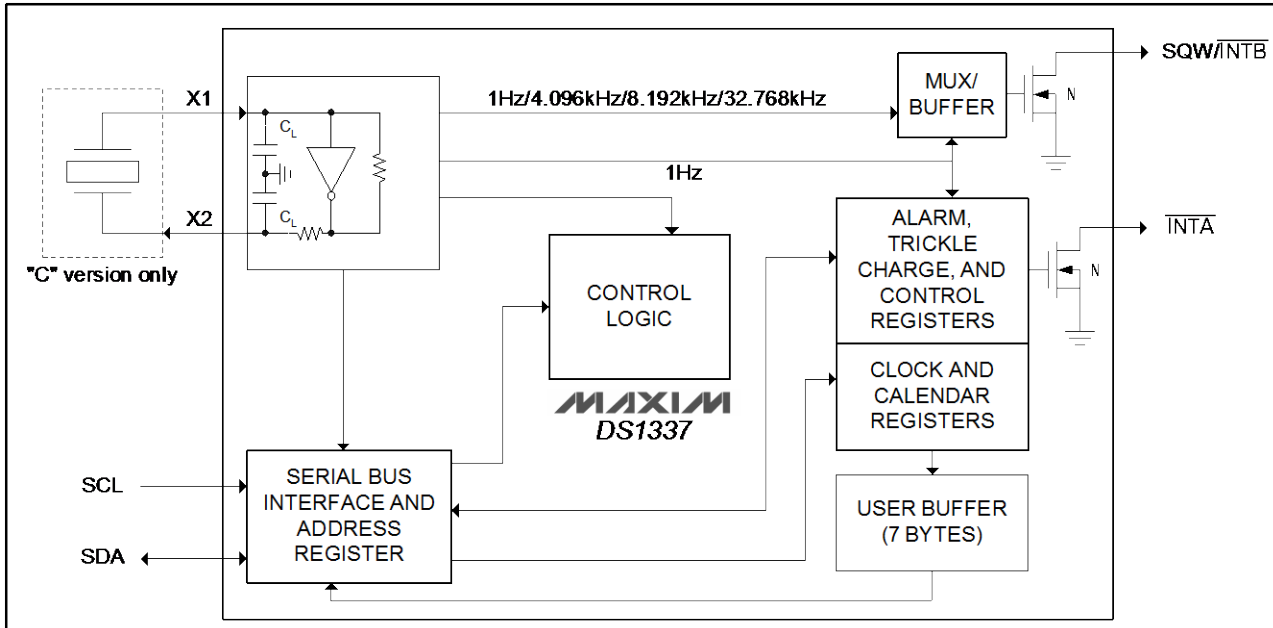 SQW/INTB
X1
1Hz/4.096kHz/8.192kHz/32.768kHz
MUX/
BUFFER
N
CL
1Hz
X2
CL
"C" version only
ALARM,
TRICKLE
CHARGE, AND
CONTROL
REGISTERS
INTA
N
CONTROL
LOGIC
CLOCK AND
CALENDAR
REGISTERS
MAXIM
DS1337
SCL
SDA
SERIAL BUS
INTERFACE AND
ADDRESS
REGISTER
USER BUFFER
(7 BYTES)